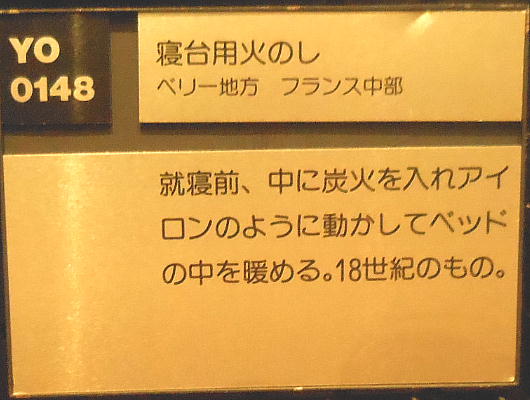 YO
0148
寝台用火のし
ベリー地方　フランス中部
就寝前、中に炭火を入れアイ
ロンのように動かしてベッド
の中を暖める。18世紀のもの。